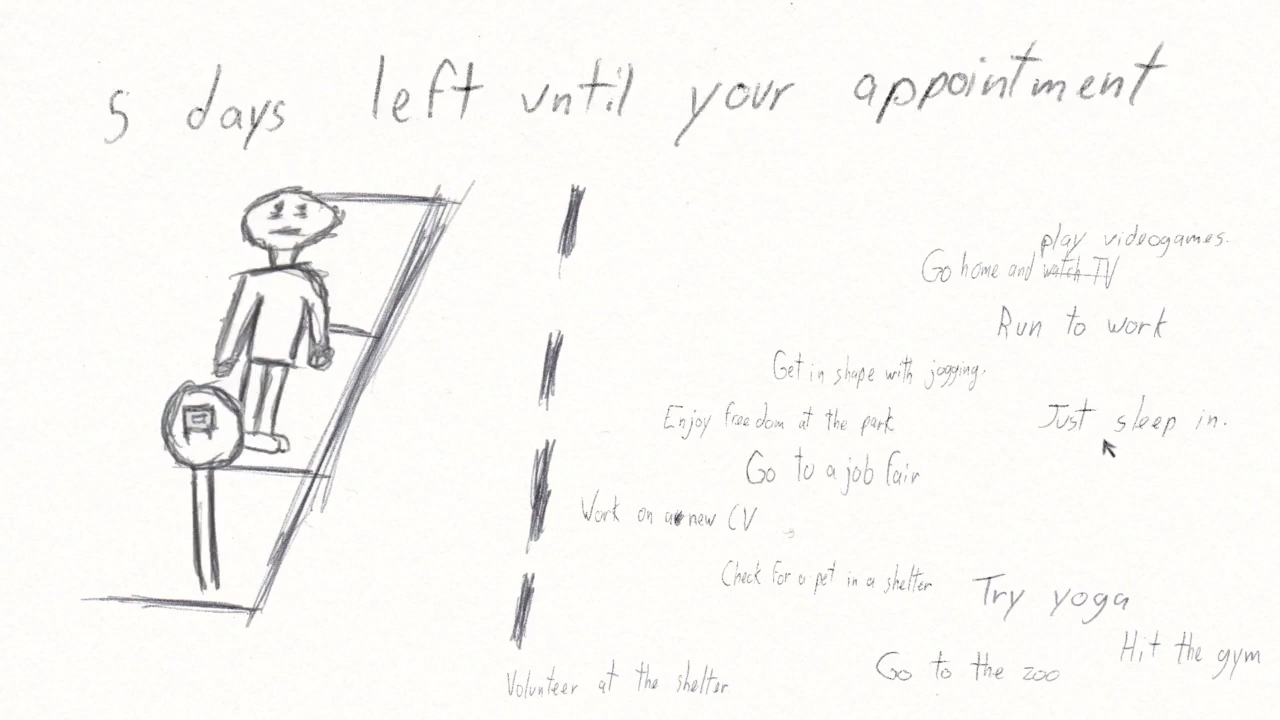 5 days left until your appointment
play videogames.
Go home and watch TV
Run to work
Get in shape with jogging.
Enjoy freedom at the park
Just sleep in.
Go to a job fair
Work on a new CV
Check for a pet in a shelter
Try yoga
Hit the gym
Go to the zoo
Volunteer at the shelter